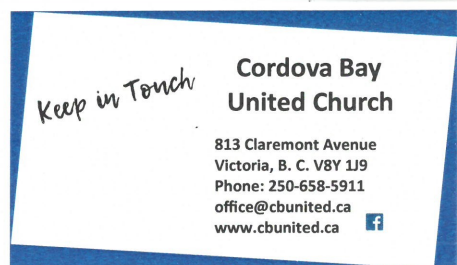 Keep in Touch
Cordova Bay
United Church
813 Claremont Avenue
Victoria, B. C. V8Y 1J9
Phone: 250-658-5911
office@cbunited.ca
www.cbunited.ca